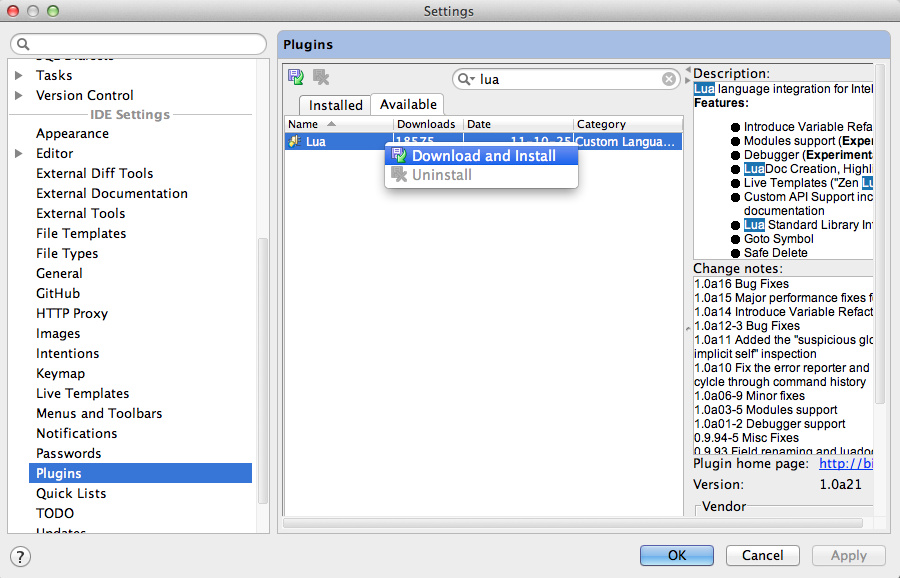 Settings
Tasks
Version Control
IDE Settings
Appearance
Editor
External Diff Tools
External Documentation
External Tools
File Templates
File Types
General
GitHub
HTTP Proxy
Images
Intentions
Keymap
Live Templates
Menus and Toolbars
Notifications
Passwords
Plugins
Quick Lists
TODO
Updates
?
Plugins
lua
Installed
Available
Name
Downloads
Date
Category
Lua
18575
11-10-25
Custom Langua...
Download and Install
Uninstall
Description:
Lua language integration for Intel
Features:
Introduce Variable Refa
Modules support (Exper
Debugger (Experimenta
LuaDoc Creation, Highli
Live Templates ("Zen Lu
Custom API Support inc
documentation
Lua Standard Library In
Goto Symbol
Safe Delete
Change notes:
1.0a16 Bug Fixes
1.0a15 Major performance fixes f
1.0a14 Introduce Variable Refact
1.0a12-3 Bug Fixes
1.0a11 Added the "suspicious glo
implicit self" inspection
1.0a10 Fix the error reporter and
cylcle through command history
1.0a06-9 Minor fixes
1.0a03-5 Modules support
1.0a01-2 Debugger support
0.9.94-5 Misc Fixes
0.9.93 Field renaming and luadoc
Plugin home page: http://bi
Version: 1.0a21
Vendor
OK
Cancel
Apply